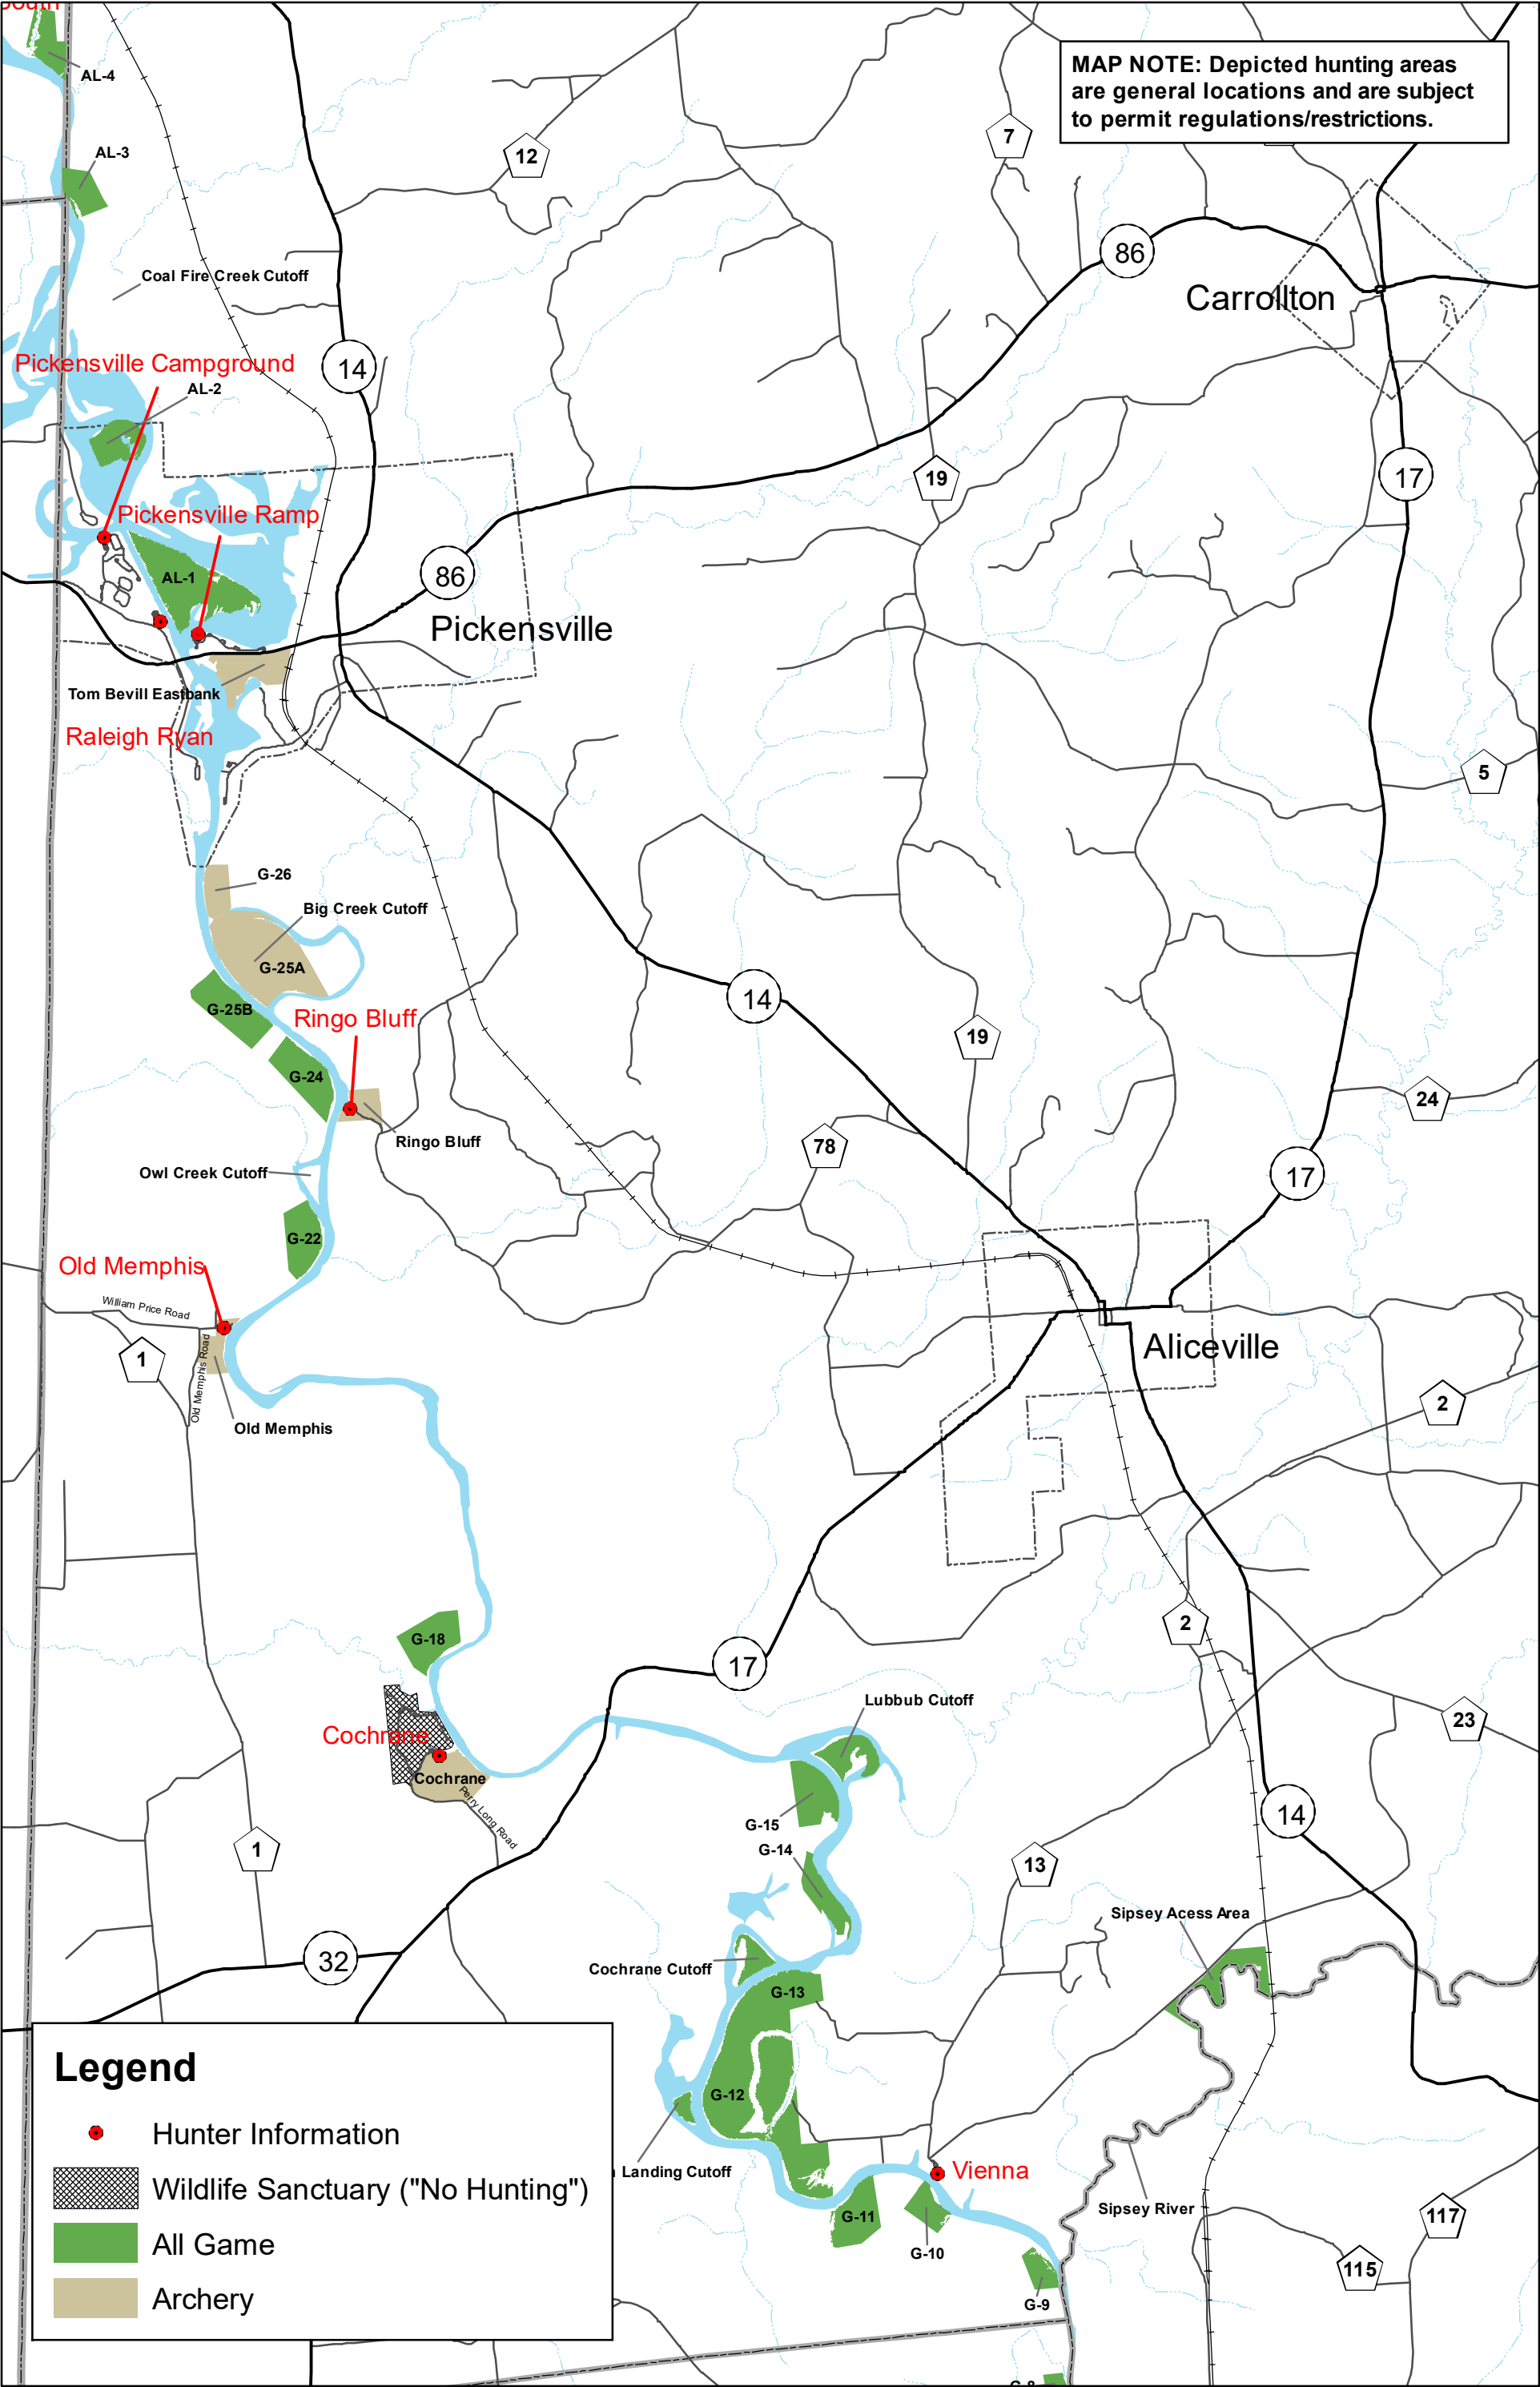 MAP NOTE: Depicted hunting areas
are general locations and are subject
to permit regulations/restrictions.
AL-4
AL-3
12
7
86
Carrollton
Coal Fire Creek Cutoff
Pickensville Campground
14
AL-2
19
17
Pickensville Ramp
AL-1
86
Pickensville
Tom Bevill Eastbank
Raleigh Ryan
5
G-26
Big Creek Cutoff
G-25A
14
G-25B
Ringo Bluff
19
G-24
24
Ringo Bluff
78
Owl Creek Cutoff
17
G-22
Old Memphis
William Price Road
1
Old Memphis Road
Aliceville
2
Old Memphis
G-18
2
17
Lubbub Cutoff
23
Cochrane
Cochrane
Perry Long Road
G-15
14
G-14
1
13
Sipsey Acess Area
32
Cochrane Cutoff
G-13
G-12
Landing Cutoff
Vienna
Sipsey River
G-11
117
G-10
115
G-9
Legend
Hunter Information
Wildlife Sanctuary ("No Hunting")
All Game
Archery